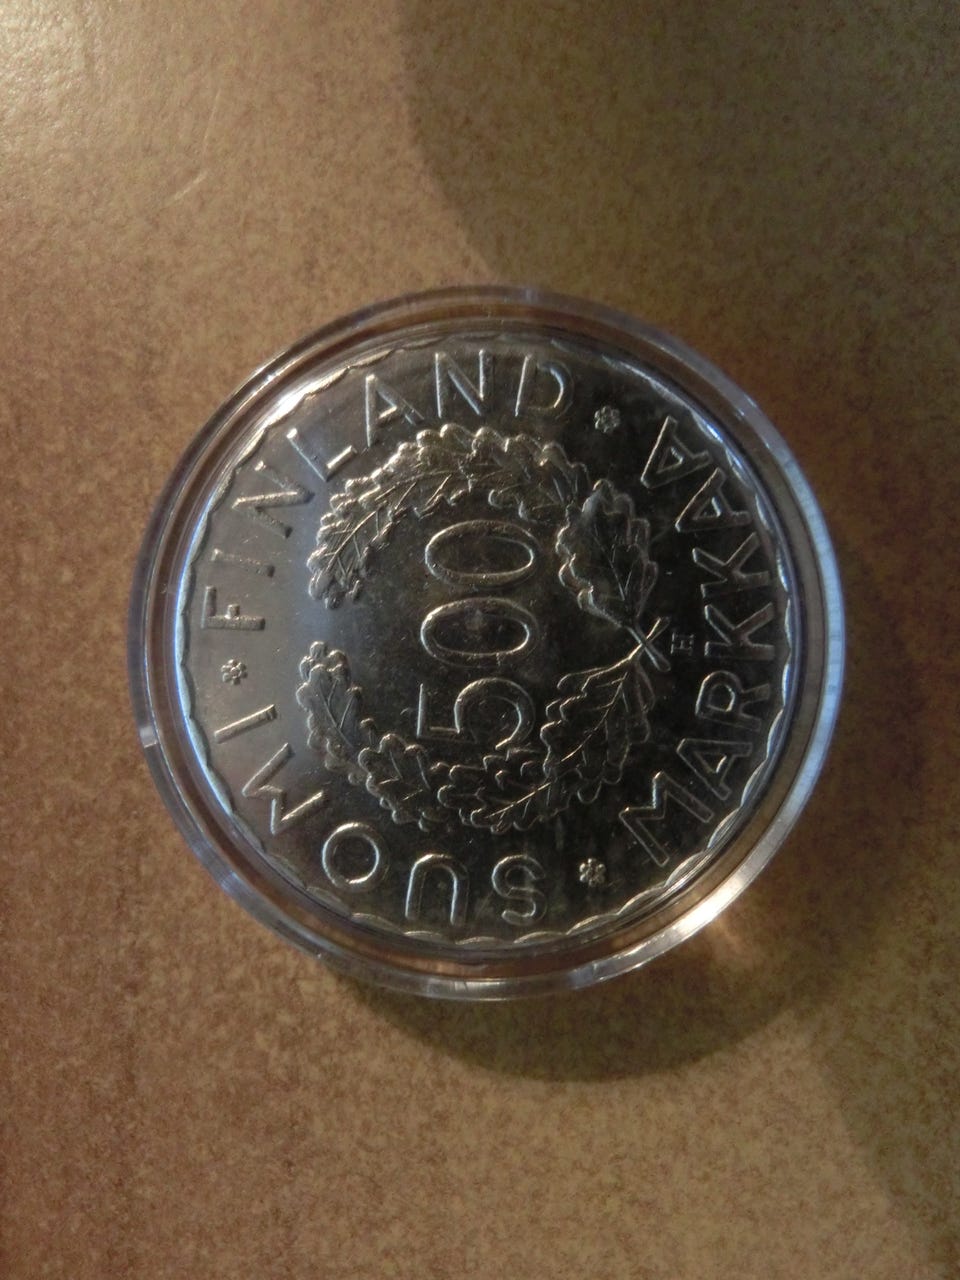 SUOMI · FINLAND
500
MARKKAA
H